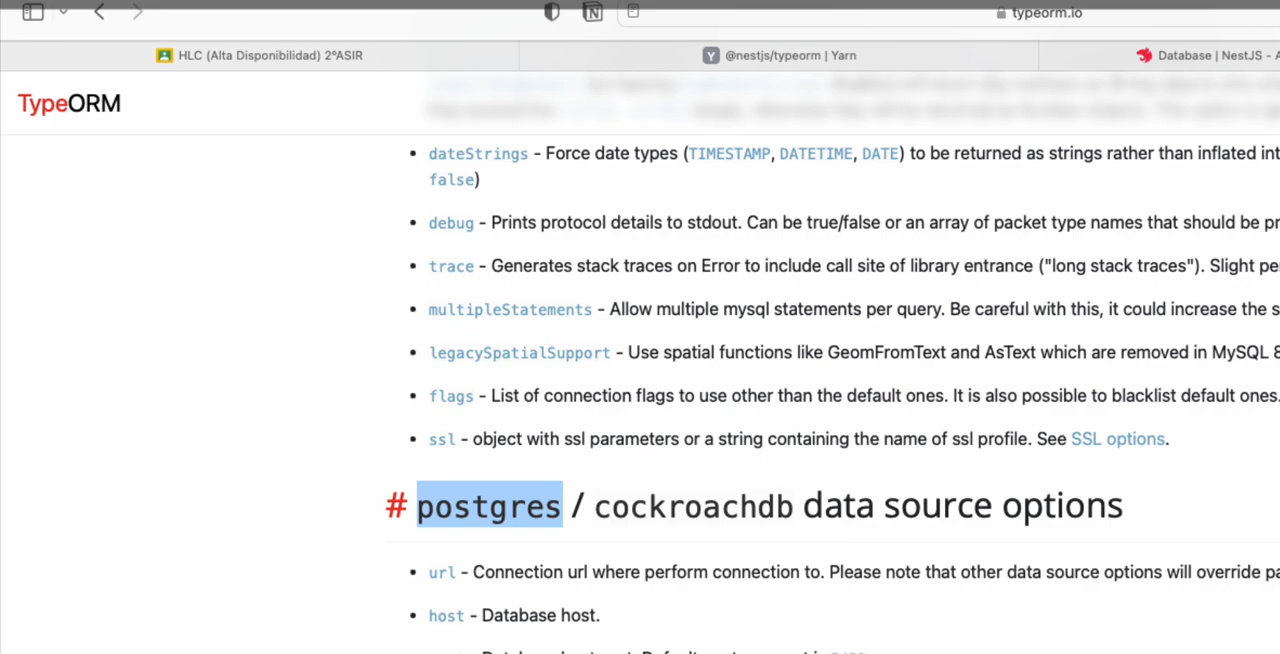 typeorm.io
HLC (Alta Disponibilidad) 2ºASIR
@nestjs/typeorm | Yarn
Database | NestJS - A
TypeORM
dateStrings - Force date types (TIMESTAMP, DATETIME, DATE) to be returned as strings rather than inflated int
false)
debug - Prints protocol details to stdout. Can be true/false or an array of packet type names that should be pr
trace - Generates stack traces on Error to include call site of library entrance ("long stack traces"). Slight pe
multipleStatements - Allow multiple mysql statements per query. Be careful with this, it could increase the s
legacySpatialSupport - Use spatial functions like GeomFromText and AsText which are removed in MySQL 8
flags - List of connection flags to use other than the default ones. It is also possible to blacklist default ones.
ssl - object with ssl parameters or a string containing the name of ssl profile. See SSL options.
# postgres / cockroachdb data source options
url - Connection url where perform connection to. Please note that other data source options will override pa
host - Database host.